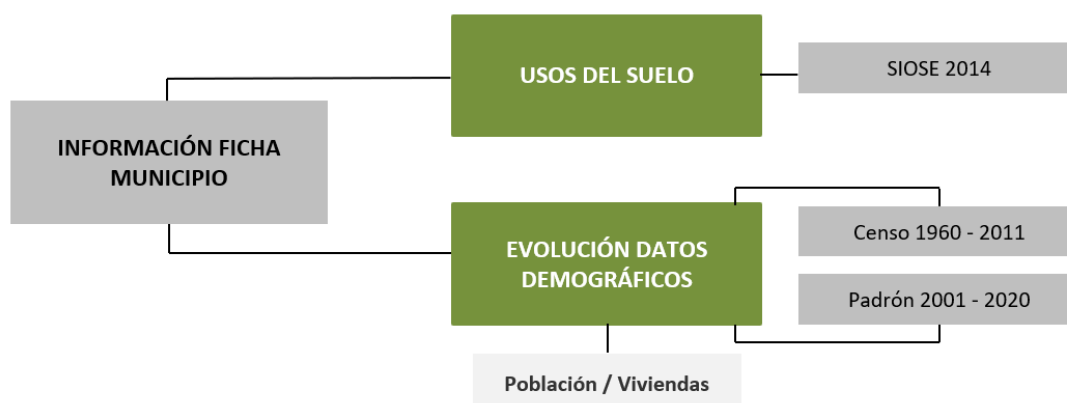 USOS DEL SUELO
SIOSE 2014
INFORMACIÓN FICHA
MUNICIPIO
EVOLUCIÓN DATOS
DEMOGRÁFICOS
Censo 1960 - 2011
Padrón 2001 - 2020
Población / Viviendas